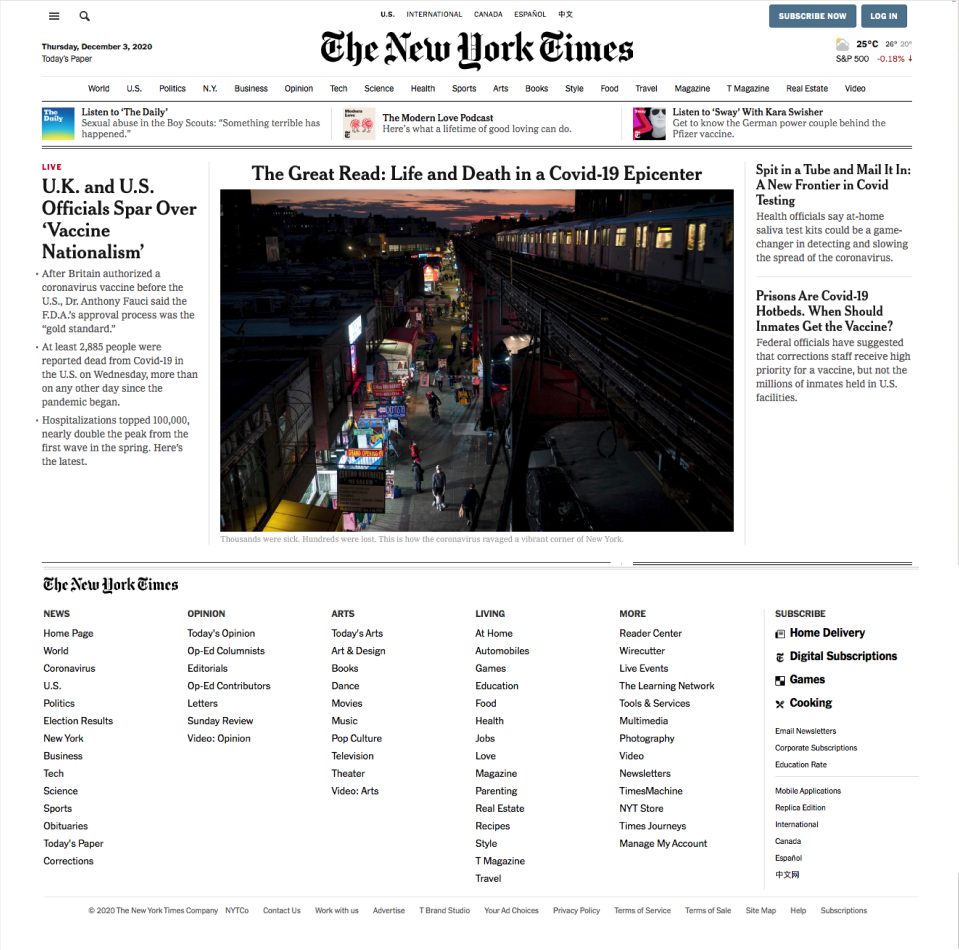 U.S. INTERNATIONAL CANADA ESPAÑOL 中文
SUBSCRIBE NOW LOG IN
Thursday, December 3, 2020
Today's Paper
The New York Times
25°C 26° 20°
S&P 500 -0.18% ↓
World U.S. Politics N.Y. Business Opinion Tech Science Health Sports Arts Books Style Food Travel Magazine T Magazine Real Estate Video
The Daily
Listen to 'The Daily'
Sexual abuse in the Boy Scouts: "Something terrible has
happened."
Modern Love
The Modern Love Podcast
Here's what a lifetime of good loving can do.
Listen to 'Sway' With Kara Swisher
Get to know the German power couple behind the
Pfizer vaccine.
LIVE
U.K. and U.S.
Officials Spar Over
'Vaccine
Nationalism'
• After Britain authorized a
coronavirus vaccine before the
U.S., Dr. Anthony Fauci said the
F.D.A.'s approval process was the
"gold standard."
• At least 2,885 people were
reported dead from Covid-19 in
the U.S. on Wednesday, more than
on any other day since the
pandemic began.
• Hospitalizations topped 100,000,
nearly double the peak from the
first wave in the spring. Here's
the latest.
The Great Read: Life and Death in a Covid-19 Epicenter
GRAND OPENING
Thousands were sick. Hundreds were lost. This is how the coronavirus ravaged a vibrant corner of New York.
Spit in a Tube and Mail It In:
A New Frontier in Covid
Testing
Health officials say at-home
saliva test kits could be a game-
changer in detecting and slowing
the spread of the coronavirus.
Prisons Are Covid-19
Hotbeds. When Should
Inmates Get the Vaccine?
Federal officials have suggested
that corrections staff receive high
priority for a vaccine, but not the
millions of inmates held in U.S.
facilities.
The New York Times
NEWS
Home Page
World
Coronavirus
U.S.
Politics
Election Results
New York
Business
Tech
Science
Sports
Obituaries
Today's Paper
Corrections
OPINION
Today's Opinion
Op-Ed Columnists
Editorials
Op-Ed Contributors
Letters
Sunday Review
Video: Opinion
ARTS
Today's Arts
Art & Design
Books
Dance
Movies
Music
Pop Culture
Television
Theater
Video: Arts
LIVING
At Home
Automobiles
Games
Education
Food
Health
Jobs
Love
Magazine
Parenting
Real Estate
Recipes
Style
T Magazine
Travel
MORE
Reader Center
Wirecutter
Live Events
The Learning Network
Tools & Services
Multimedia
Photography
Video
Newsletters
TimesMachine
NYT Store
Times Journeys
Manage My Account
SUBSCRIBE
Home Delivery
Digital Subscriptions
Games
Cooking
Email Newsletters
Corporate Subscriptions
Education Rate
Mobile Applications
Replica Edition
International
Canada
Español
中文网
© 2020 The New York Times Company NYTCo Contact Us Work with us Advertise T Brand Studio Your Ad Choices Privacy Policy Terms of Service Terms of Sale Site Map Help Subscriptions